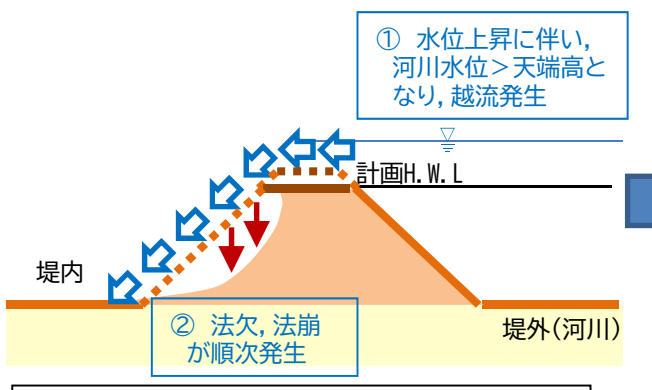 ① 水位上昇に伴い,
河川水位＞天端高と
なり, 越流発生
計画H.W.L
堤内
② 法欠, 法崩
が順次発生
堤外(河川)